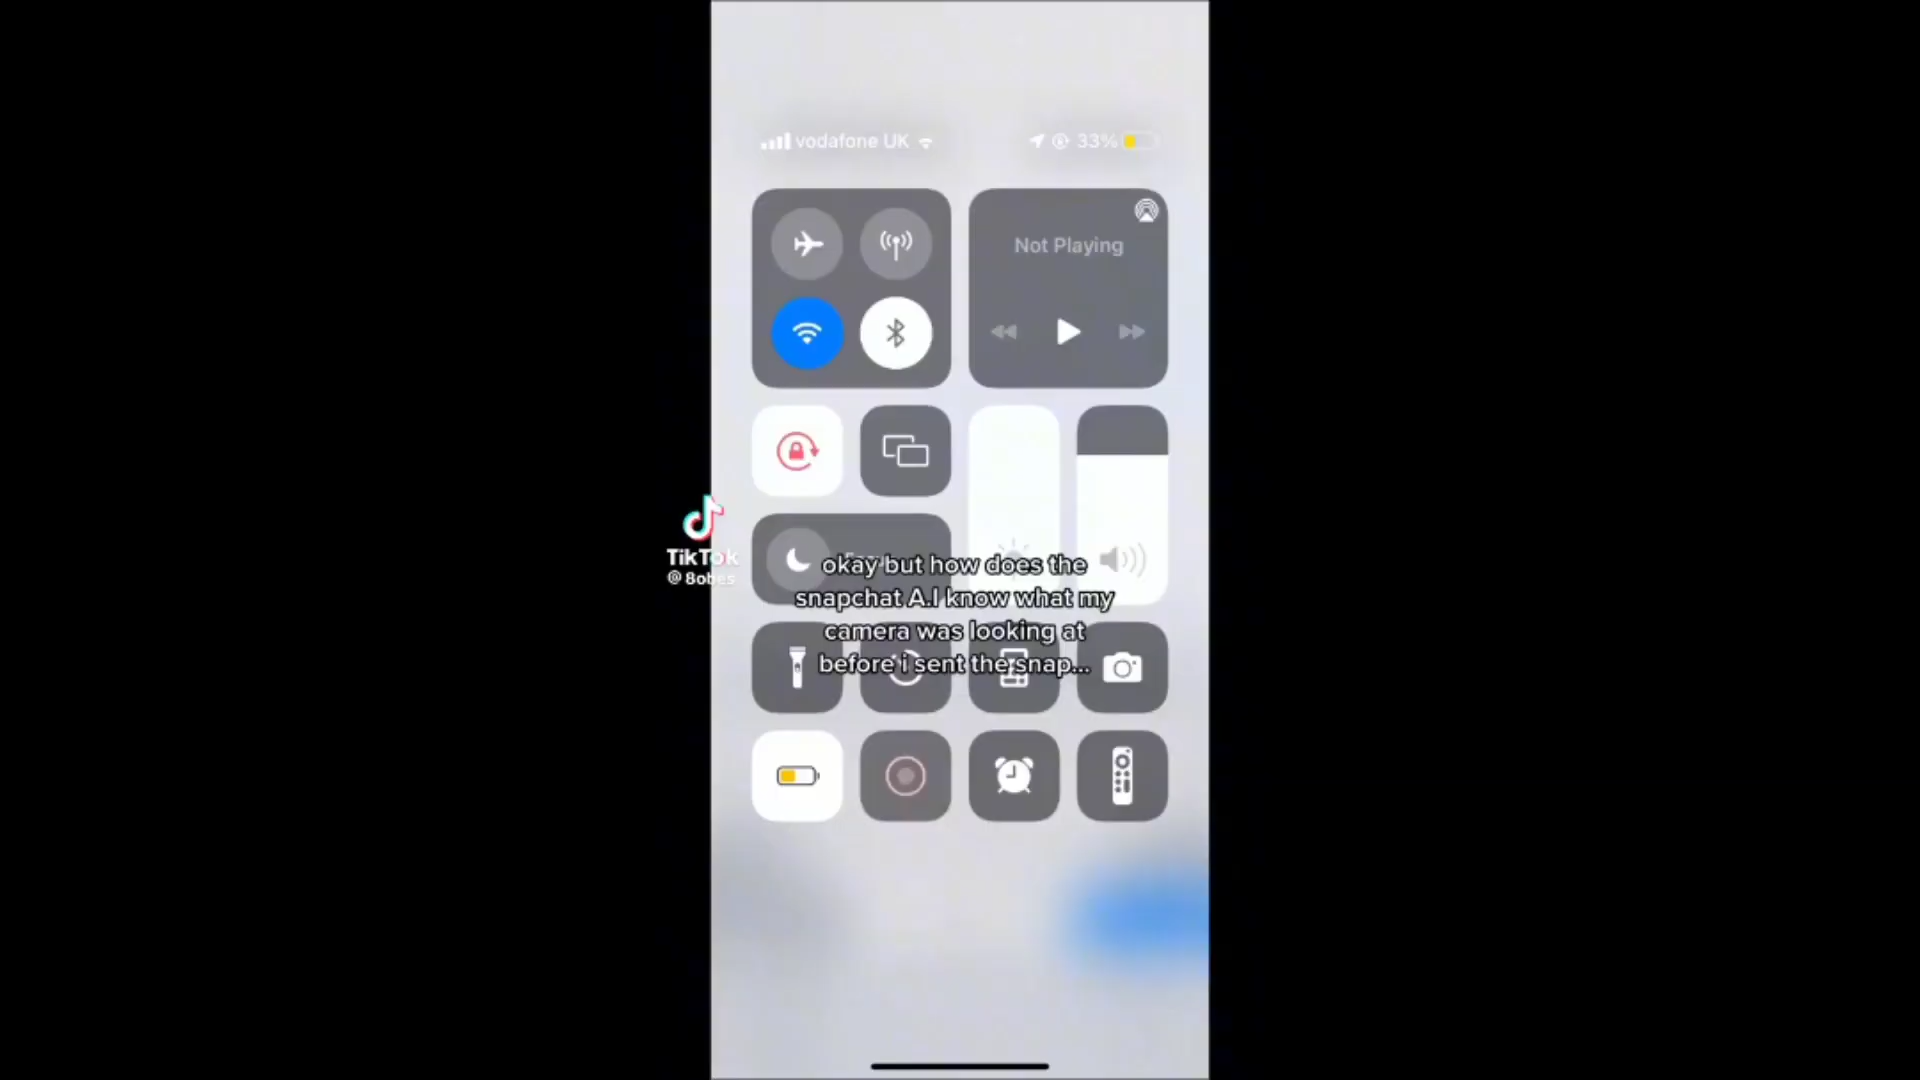 vodafone UK
33%
Not Playing
TikTok
okay but how does the
snapchat A.I know what my
camera was looking at
before i sent the snap...